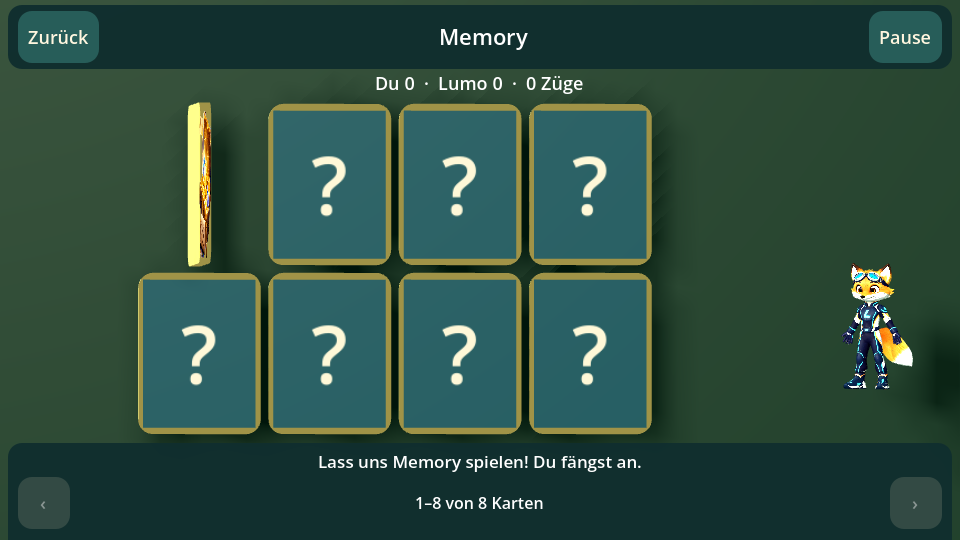 Zurück
Memory
Pause
Du 0 · Lumo 0 · 0 Züge
? ? ?
? ? ? ?
Lass uns Memory spielen! Du fängst an.
‹
1–8 von 8 Karten
›